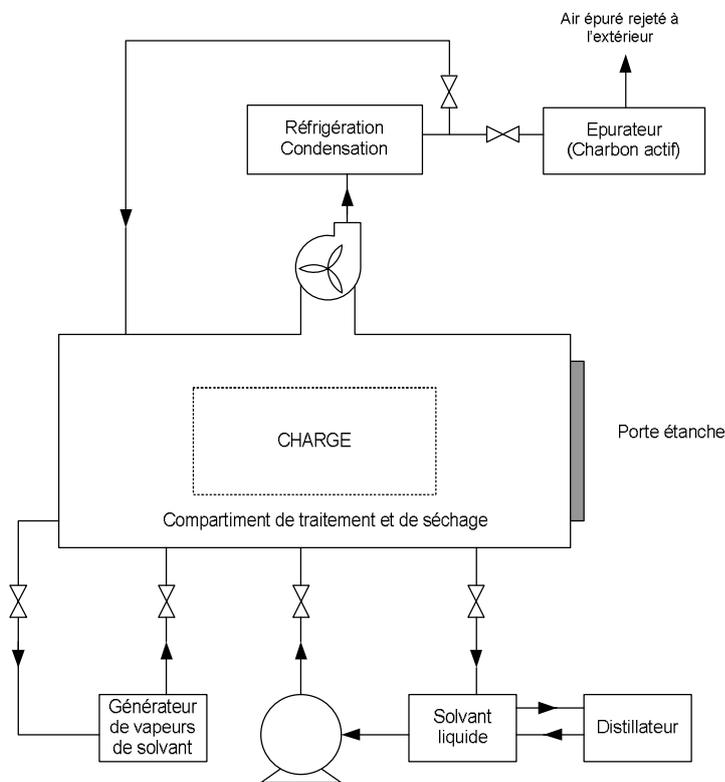 Air épuré rejeté à
l'extérieur
Réfrigération
Condensation
Epurateur
(Charbon actif)
CHARGE
Porte étanche
Compartiment de traitement et de séchage
Générateur
de vapeurs
de solvant
Solvant
liquide
Distillateur